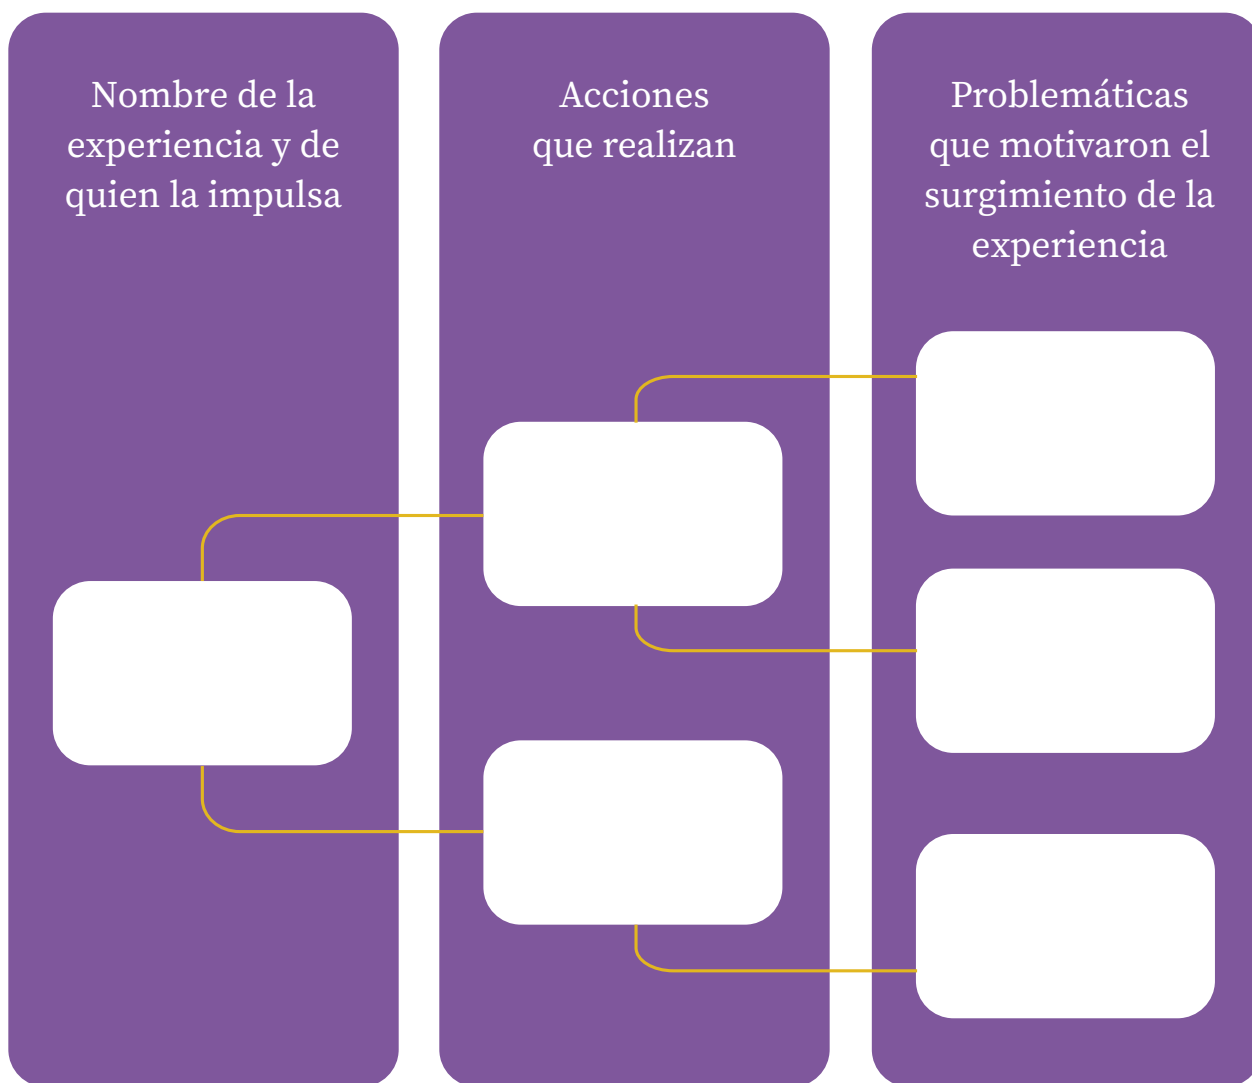 Nombre de la
experiencia y de
quien la impulsa
Acciones
que realizan
Problemáticas
que motivaron el
surgimiento de la
experiencia